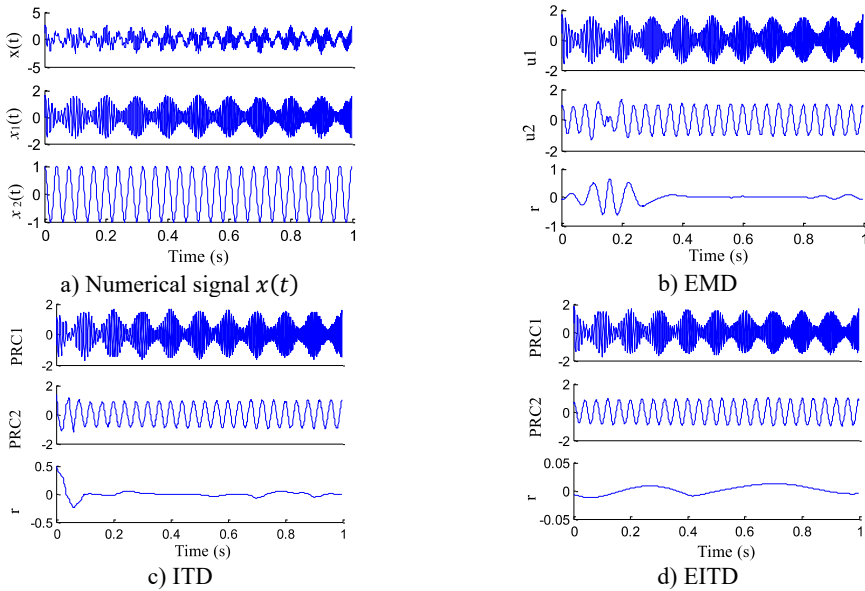 5
x(t)
0
-5
2
x₁(t)
0
-2
1
x₂(t)
0
-1
0 0.2 0.4 0.6 0.8 1
Time (s)
a) Numerical signal x(t)
2
u1
0
-2
2
u2
0
-2
1
r
0
-1
0 0.2 0.4 0.6 0.8 1
Time (s)
b) EMD
2
PRC1
0
-2
2
PRC2
0
-2
0.5
r
0
-0.5
0 0.2 0.4 0.6 0.8 1
Time (s)
c) ITD
2
PRC1
0
-2
2
PRC2
0
-2
0.05
r
0
-0.05
0 0.2 0.4 0.6 0.8 1
Time (s)
d) EITD